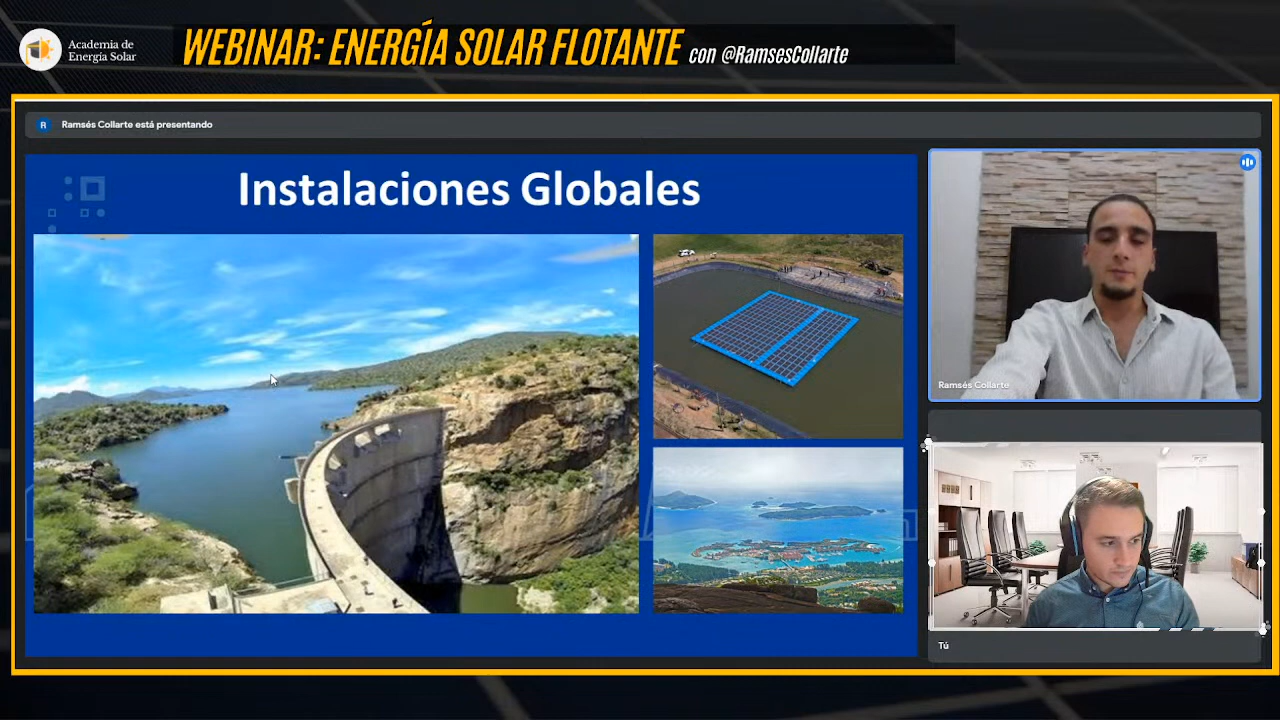 Academia de
Energía Solar
WEBINAR: ENERGÍA SOLAR FLOTANTE con @RamsesCollarte
R Ramsés Collarte está presentando
Instalaciones Globales
Ramsés Collarte
Tú